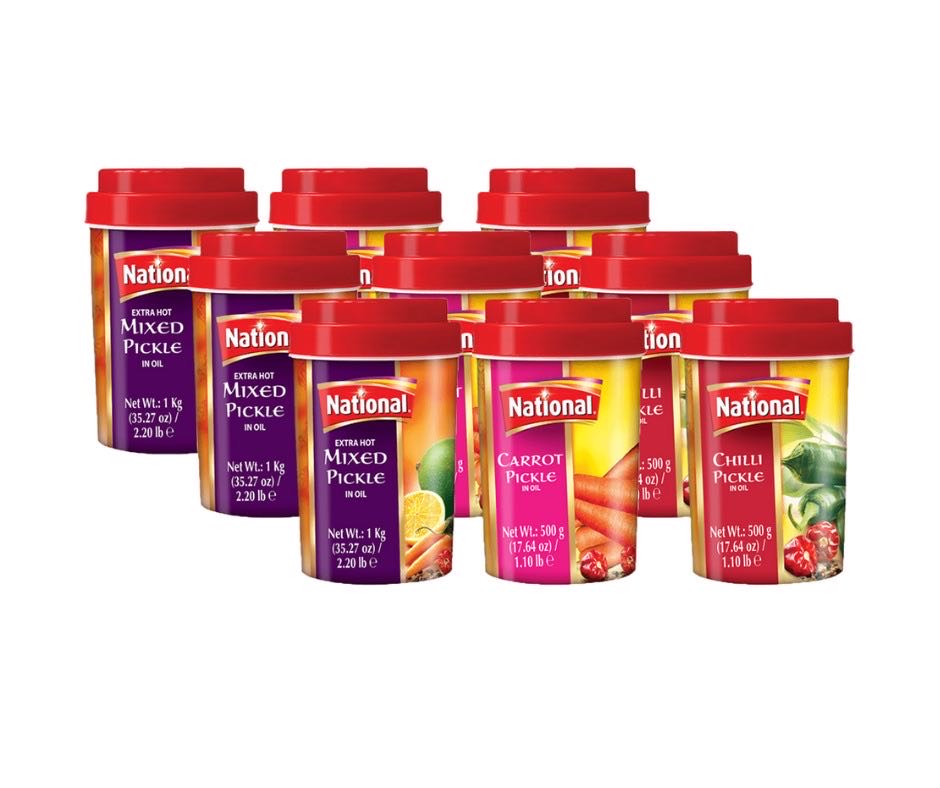 National
EXTRA HOT
MIXED
PICKLE
IN OIL
Net Wt.: 1 Kg
(35.27 oz) /
2.20 lb ℮
National
EXTRA HOT
MIXED
PICKLE
IN OIL
Net Wt.: 1 Kg
(35.27 oz) /
2.20 lb ℮
National
EXTRA HOT
MIXED
PICKLE
IN OIL
Net Wt.: 1 Kg
(35.27 oz) /
2.20 lb ℮
National
CARROT
PICKLE
IN OIL
Net Wt.: 500 g
(17.64 oz) /
1.10 lb ℮
National
CHILLI
PICKLE
IN OIL
Net Wt.: 500 g
(17.64 oz) /
1.10 lb ℮